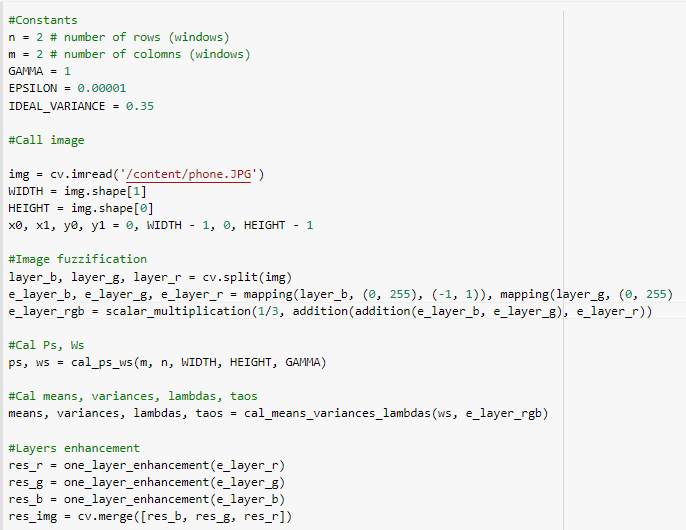 #Constants
n = 2 # number of rows (windows)
m = 2 # number of colomns (windows)
GAMMA = 1
EPSILON = 0.00001
IDEAL_VARIANCE = 0.35
#Call image
img = cv.imread('/content/phone.JPG')
WIDTH = img.shape[1]
HEIGHT = img.shape[0]
x0, x1, y0, y1 = 0, WIDTH - 1, 0, HEIGHT - 1
#Image fuzzification
layer_b, layer_g, layer_r = cv.split(img)
e_layer_b, e_layer_g, e_layer_r = mapping(layer_b, (0, 255), (-1, 1)), mapping(layer_g, (0, 255)
e_layer_rgb = scalar_multiplication(1/3, addition(addition(e_layer_b, e_layer_g), e_layer_r))
#Cal Ps, Ws
ps, ws = cal_ps_ws(m, n, WIDTH, HEIGHT, GAMMA)
#Cal means, variances, lambdas, taos
means, variances, lambdas, taos = cal_means_variances_lambdas(ws, e_layer_rgb)
#Layers enhancement
res_r = one_layer_enhancement(e_layer_r)
res_g = one_layer_enhancement(e_layer_g)
res_b = one_layer_enhancement(e_layer_b)
res_img = cv.merge([res_b, res_g, res_r])